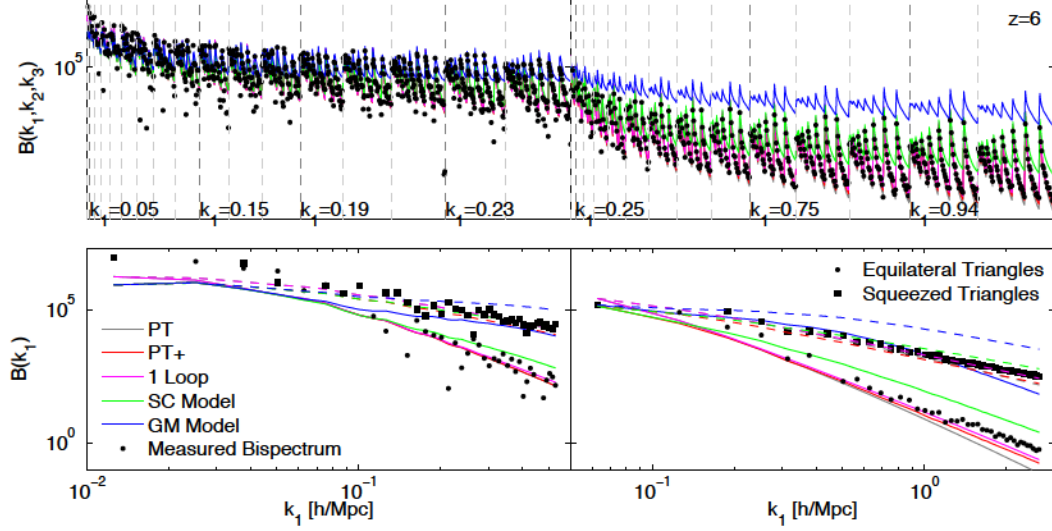 z=6
B(k1,k2,k3)
10^5
k1=0.05
k1=0.15
k1=0.19
k1=0.23
k1=0.25
k1=0.75
k1=0.94
B(k1)
10^5
10^0
PT
PT+
1 Loop
SC Model
GM Model
Measured Bispectrum
Equilateral Triangles
Squeezed Triangles
10^-2
10^-1
10^-1
10^0
k1 [h/Mpc]
k1 [h/Mpc]